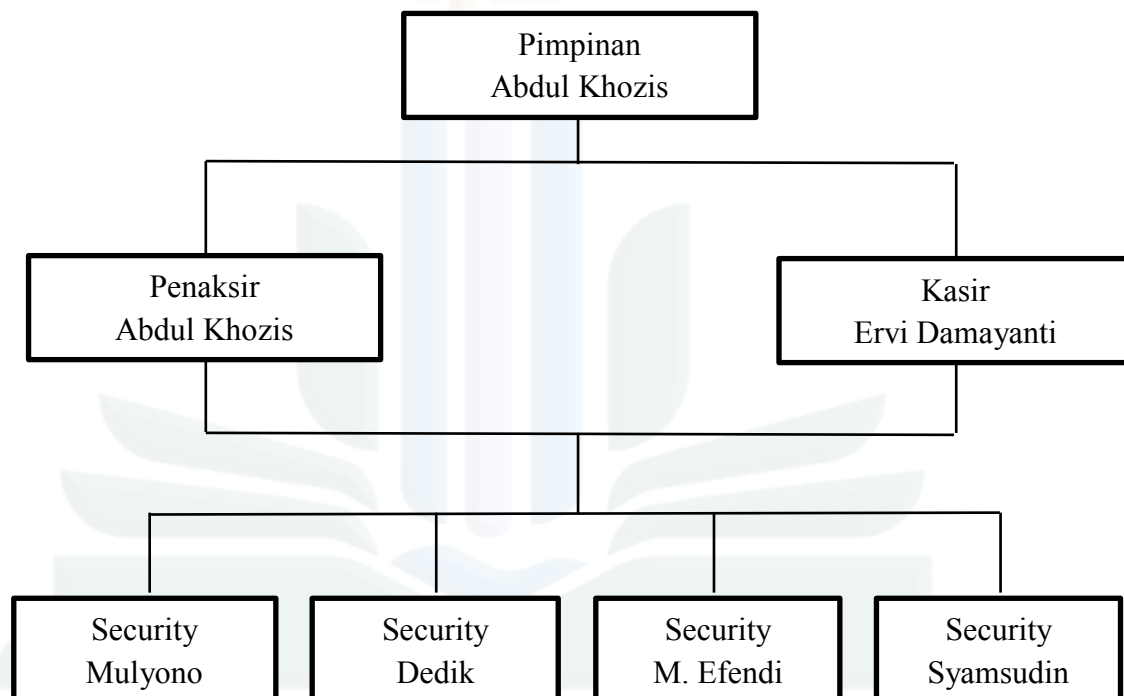 Pimpinan
Abdul Khozis
Penaksir
Abdul Khozis
Kasir
Ervi Damayanti
Security
Mulyono
Security
Dedik
Security
M. Efendi
Security
Syamsudin